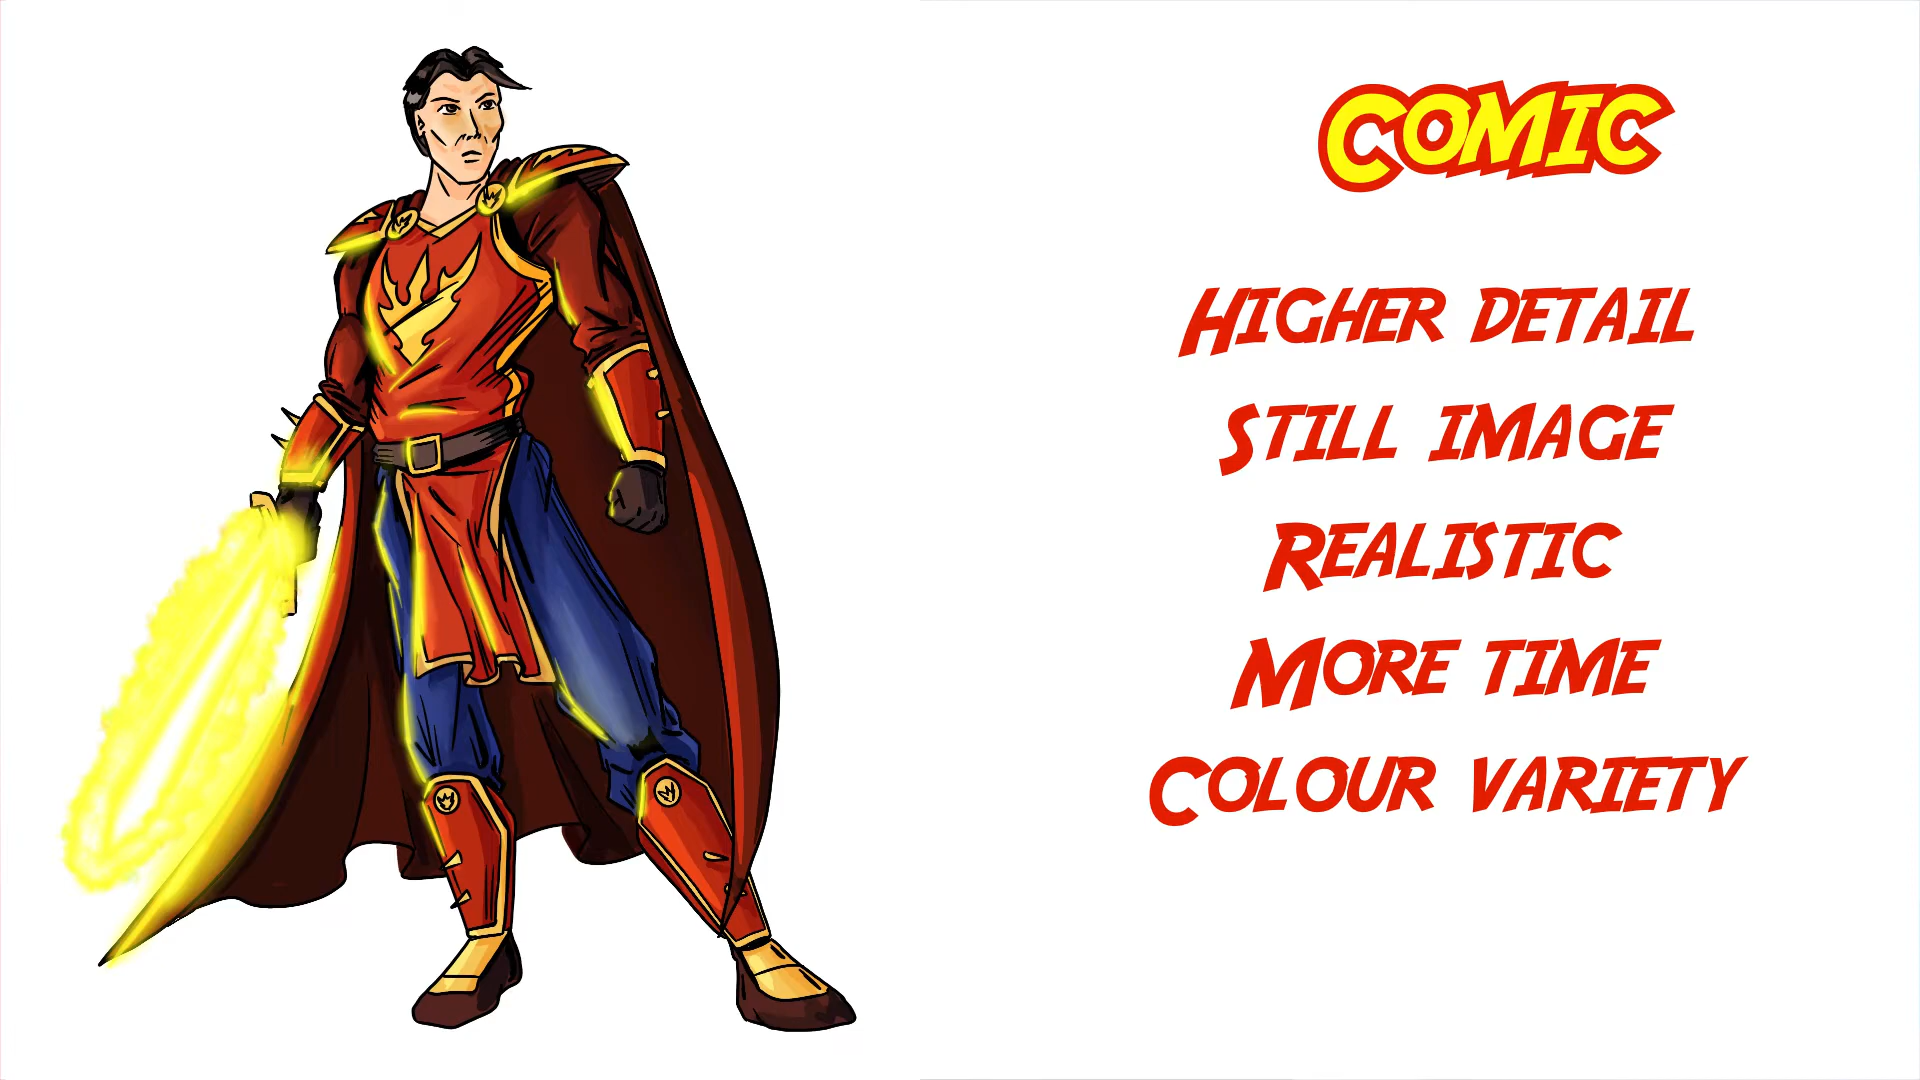 Comic
Higher detail
Still image
Realistic
More time
Colour variety